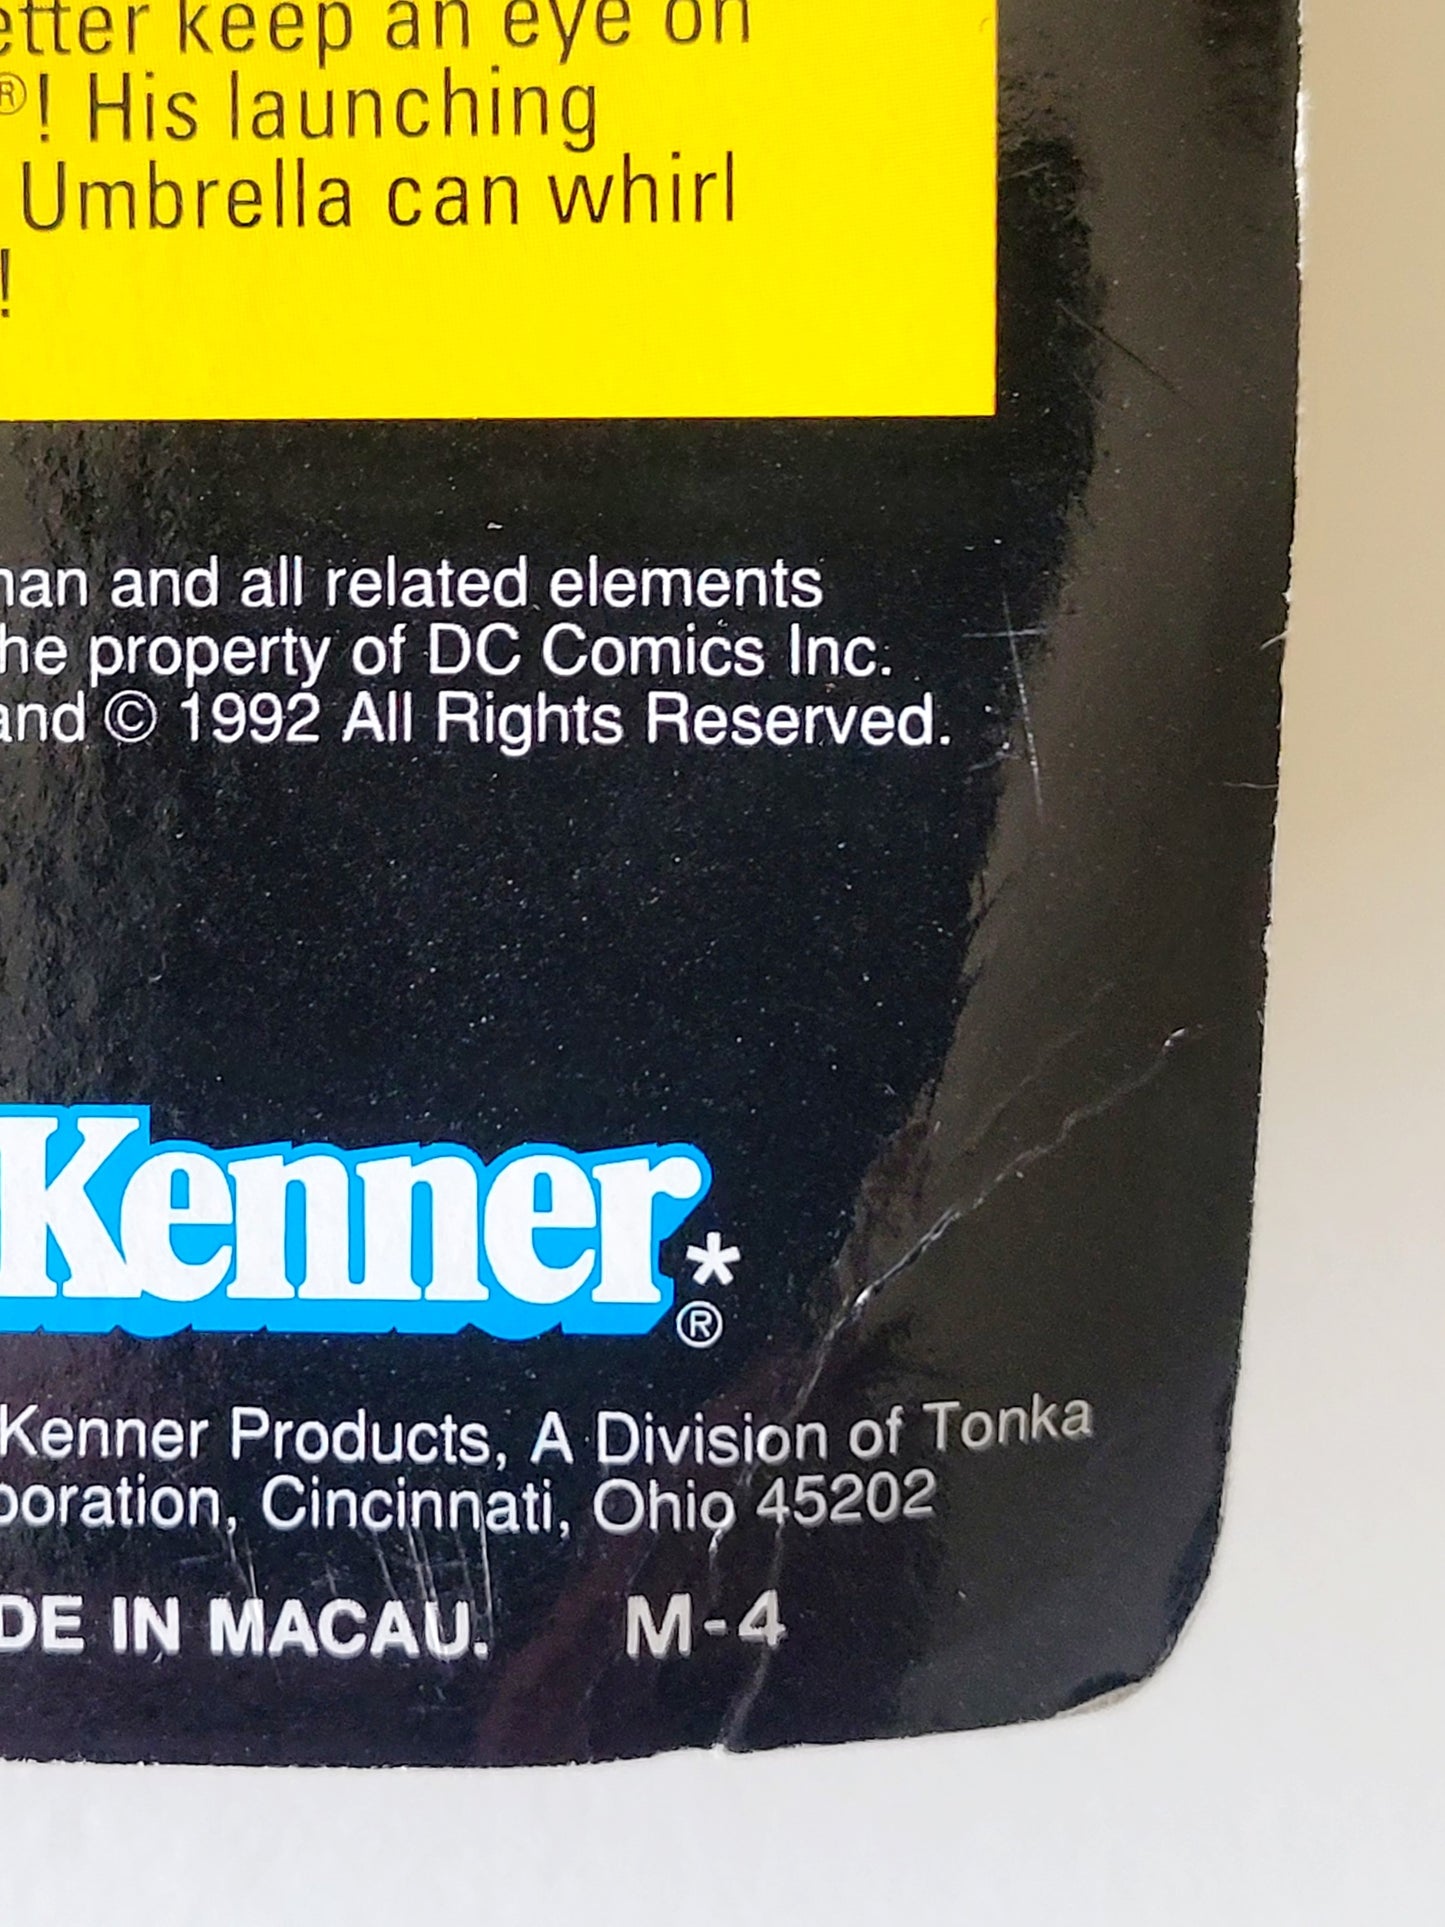 etter keep an eye on
®! His launching
Umbrella can whirl
!
man and all related elements
he property of DC Comics Inc.
and © 1992 All Rights Reserved.
Kenner*
®
Kenner Products, A Division of Tonka
poration, Cincinnati, Ohio 45202
DE IN MACAU. M-4